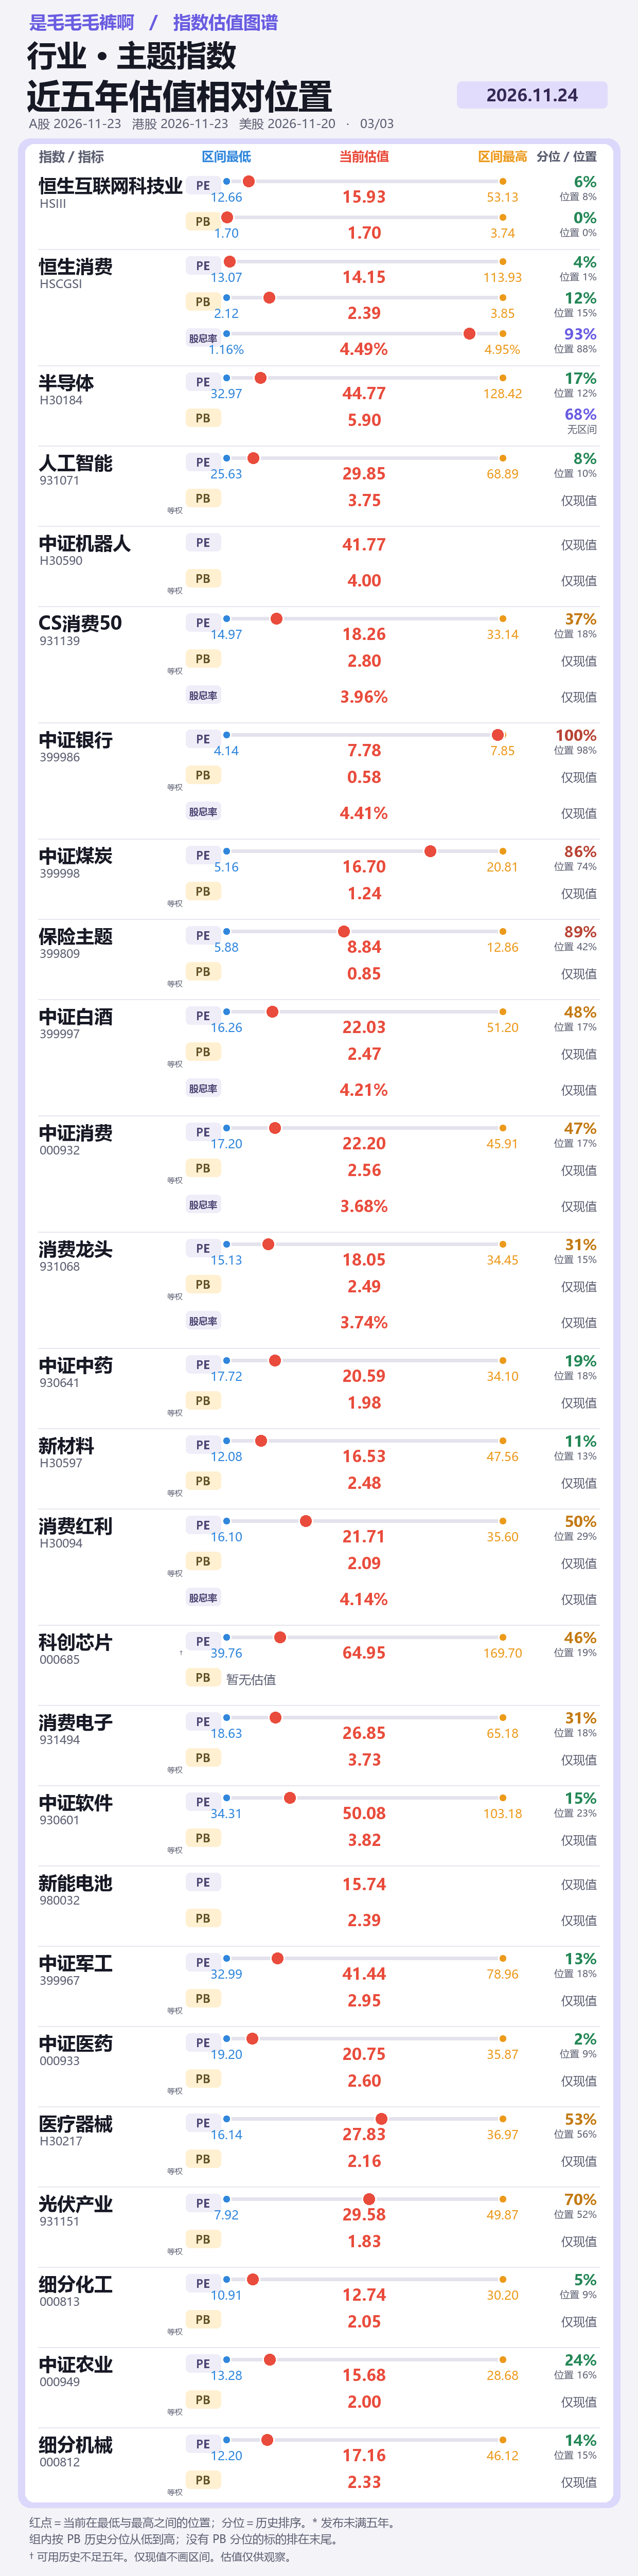 是毛毛毛裤啊 / 指数估值图谱
行业·主题指数
近五年估值相对位置
2026.11.24
A股 2026-11-23 港股 2026-11-23 美股 2026-11-20 · 03/03
指数 / 指标 区间最低 当前估值 区间最高 分位 / 位置
恒生互联网科技业 PE 6%
HSIII 12.66 15.93 53.13 位置 8%
PB 0%
1.70 1.70 3.74 位置 0%
恒生消费 PE 4%
HSCGSI 13.07 14.15 113.93 位置 1%
PB 12%
2.12 2.39 3.85 位置 15%
股息率 93%
1.16% 4.49% 4.95% 位置 88%
半导体 PE 17%
H30184 32.97 44.77 128.42 位置 12%
PB 5.90 68%
无区间
人工智能 PE 8%
931071 25.63 29.85 68.89 位置 10%
PB 3.75 仅现值
等权
中证机器人 PE 41.77 仅现值
H30590
PB 4.00 仅现值
等权
CS消费50 PE 37%
931139 14.97 18.26 33.14 位置 18%
PB 2.80 仅现值
等权
股息率 3.96% 仅现值
中证银行 PE 100%
399986 4.14 7.78 7.85 位置 98%
PB 0.58 仅现值
等权
股息率 4.41% 仅现值
中证煤炭 PE 86%
399998 5.16 16.70 20.81 位置 74%
PB 1.24 仅现值
等权
保险主题 PE 89%
399809 5.88 8.84 12.86 位置 42%
PB 0.85 仅现值
等权
中证白酒 PE 48%
399997 16.26 22.03 51.20 位置 17%
PB 2.47 仅现值
等权
股息率 4.21% 仅现值
中证消费 PE 47%
000932 17.20 22.20 45.91 位置 17%
PB 2.56 仅现值
等权
股息率 3.68% 仅现值
消费龙头 PE 31%
931068 15.13 18.05 34.45 位置 15%
PB 2.49 仅现值
等权
股息率 3.74% 仅现值
中证中药 PE 19%
930641 17.72 20.59 34.10 位置 18%
PB 1.98 仅现值
等权
新材料 PE 11%
H30597 12.08 16.53 47.56 位置 13%
PB 2.48 仅现值
等权
消费红利 PE 50%
H30094 16.10 21.71 35.60 位置 29%
PB 2.09 仅现值
等权
股息率 4.14% 仅现值
科创芯片 † PE 46%
000685 39.76 64.95 169.70 位置 19%
PB 暂无估值
消费电子 PE 31%
931494 18.63 26.85 65.18 位置 18%
PB 3.73 仅现值
等权
中证软件 PE 15%
930601 34.31 50.08 103.18 位置 23%
PB 3.82 仅现值
等权
新能电池 PE 15.74 仅现值
980032
PB 2.39 仅现值
中证军工 PE 13%
399967 32.99 41.44 78.96 位置 18%
PB 2.95 仅现值
等权
中证医药 PE 2%
000933 19.20 20.75 35.87 位置 9%
PB 2.60 仅现值
等权
医疗器械 PE 53%
H30217 16.14 27.83 36.97 位置 56%
PB 2.16 仅现值
等权
光伏产业 PE 70%
931151 7.92 29.58 49.87 位置 52%
PB 1.83 仅现值
等权
细分化工 PE 5%
000813 10.91 12.74 30.20 位置 9%
PB 2.05 仅现值
等权
中证农业 PE 24%
000949 13.28 15.68 28.68 位置 16%
PB 2.00 仅现值
等权
细分机械 PE 14%
000812 12.20 17.16 46.12 位置 15%
PB 2.33 仅现值
等权
红点=当前在最低与最高之间的位置；分位=历史排序。* 发布未满五年。
组内按 PB 历史分位从低到高；没有 PB 分位的标的排在末尾。
† 可用历史不足五年。仅现值不画区间。估值仅供观察。